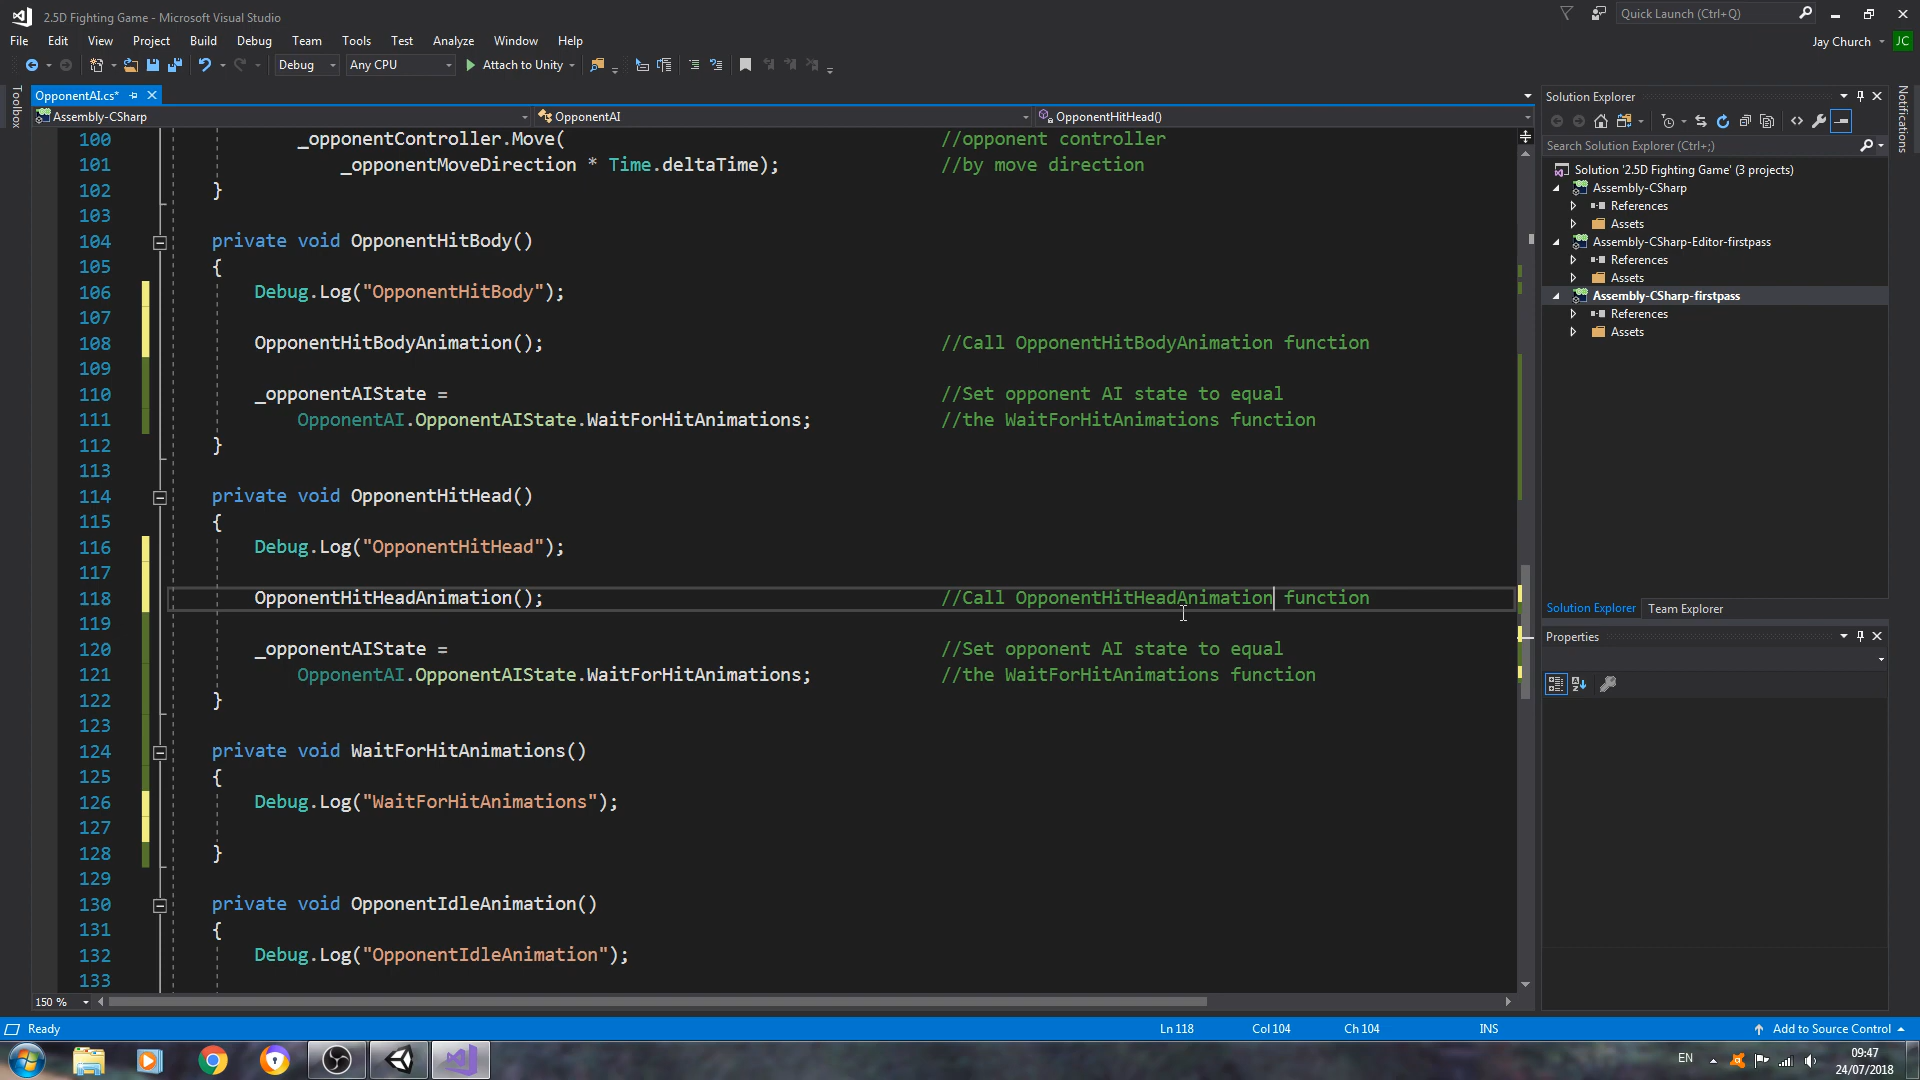 2.5D Fighting Game - Microsoft Visual Studio
Quick Launch (Ctrl+Q)
File Edit View Project Build Debug Team Tools Test Analyze Window Help
Jay Church JC
Debug Any CPU Attach to Unity
OpponentAI.cs*
Assembly-CSharp OpponentAI OpponentHitHead()
100 _opponentController.Move( //opponent controller
101 _opponentMoveDirection * Time.deltaTime); //by move direction
102 }
103
104 private void OpponentHitBody()
105 {
106 Debug.Log("OpponentHitBody");
107
108 OpponentHitBodyAnimation(); //Call OpponentHitBodyAnimation function
109
110 _opponentAIState = //Set opponent AI state to equal
111 OpponentAI.OpponentAIState.WaitForHitAnimations; //the WaitForHitAnimations function
112 }
113
114 private void OpponentHitHead()
115 {
116 Debug.Log("OpponentHitHead");
117
118 OpponentHitHeadAnimation(); //Call OpponentHitHeadAnimation function
119
120 _opponentAIState = //Set opponent AI state to equal
121 OpponentAI.OpponentAIState.WaitForHitAnimations; //the WaitForHitAnimations function
122 }
123
124 private void WaitForHitAnimations()
125 {
126 Debug.Log("WaitForHitAnimations");
127
128 }
129
130 private void OpponentIdleAnimation()
131 {
132 Debug.Log("OpponentIdleAnimation");
133
150 %
Toolbox
Solution Explorer
Search Solution Explorer (Ctrl+;)
Solution '2.5D Fighting Game' (3 projects)
Assembly-CSharp
References
Assets
Assembly-CSharp-Editor-firstpass
References
Assets
Assembly-CSharp-firstpass
References
Assets
Solution Explorer Team Explorer
Properties
Notifications
Ready Ln 118 Col 104 Ch 104 INS Add to Source Control
EN 09:47
24/07/2018